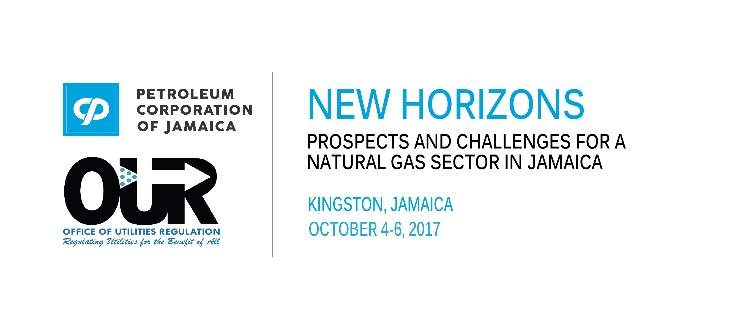 PETROLEUM
CORPORATION
OF JAMAICA
OUR
OFFICE OF UTILITIES REGULATION
Regulating Utilities for the Benefit of All
NEW HORIZONS
PROSPECTS AND CHALLENGES FOR A
NATURAL GAS SECTOR IN JAMAICA
KINGSTON, JAMAICA
OCTOBER 4-6, 2017